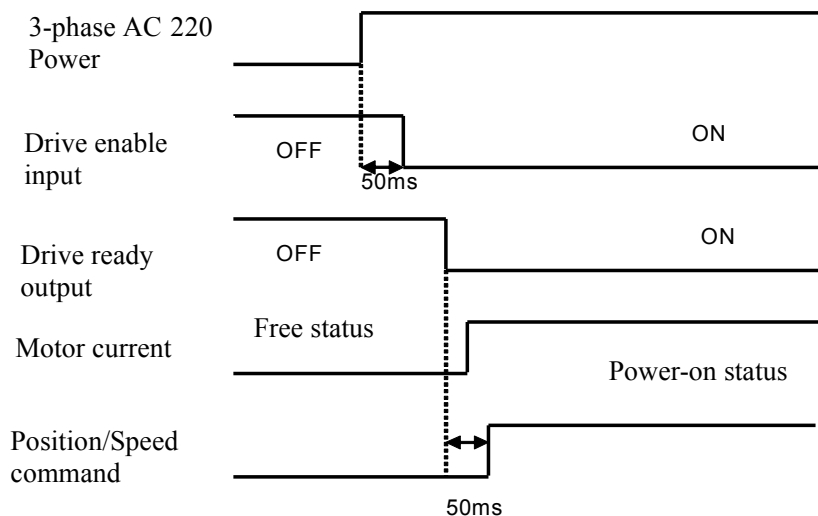 3-phase AC 220
Power
Drive enable
input
OFF
ON
50ms
Drive ready
output
OFF
ON
Motor current
Free status
Power-on status
Position/Speed
command
50ms